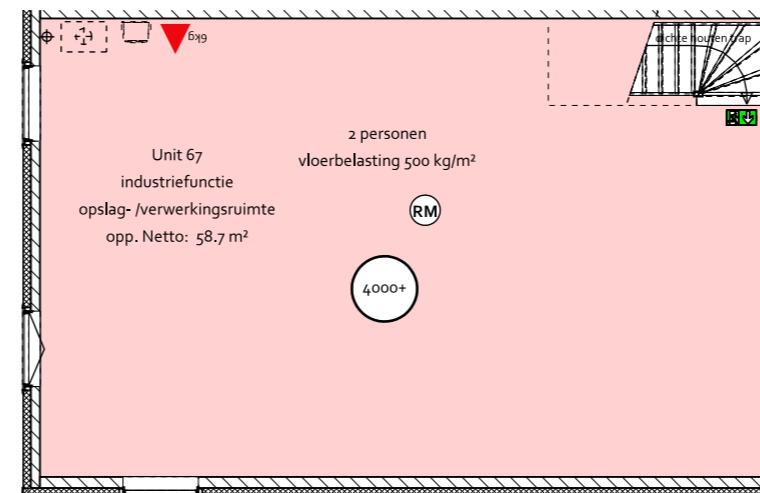 6kg
dichte houten trap
2 personen
vloerbelasting 500 kg/m²
Unit 67
industriefunctie
opslag- /verwerkingsruimte
opp. Netto: 58.7 m²
RM
4000+